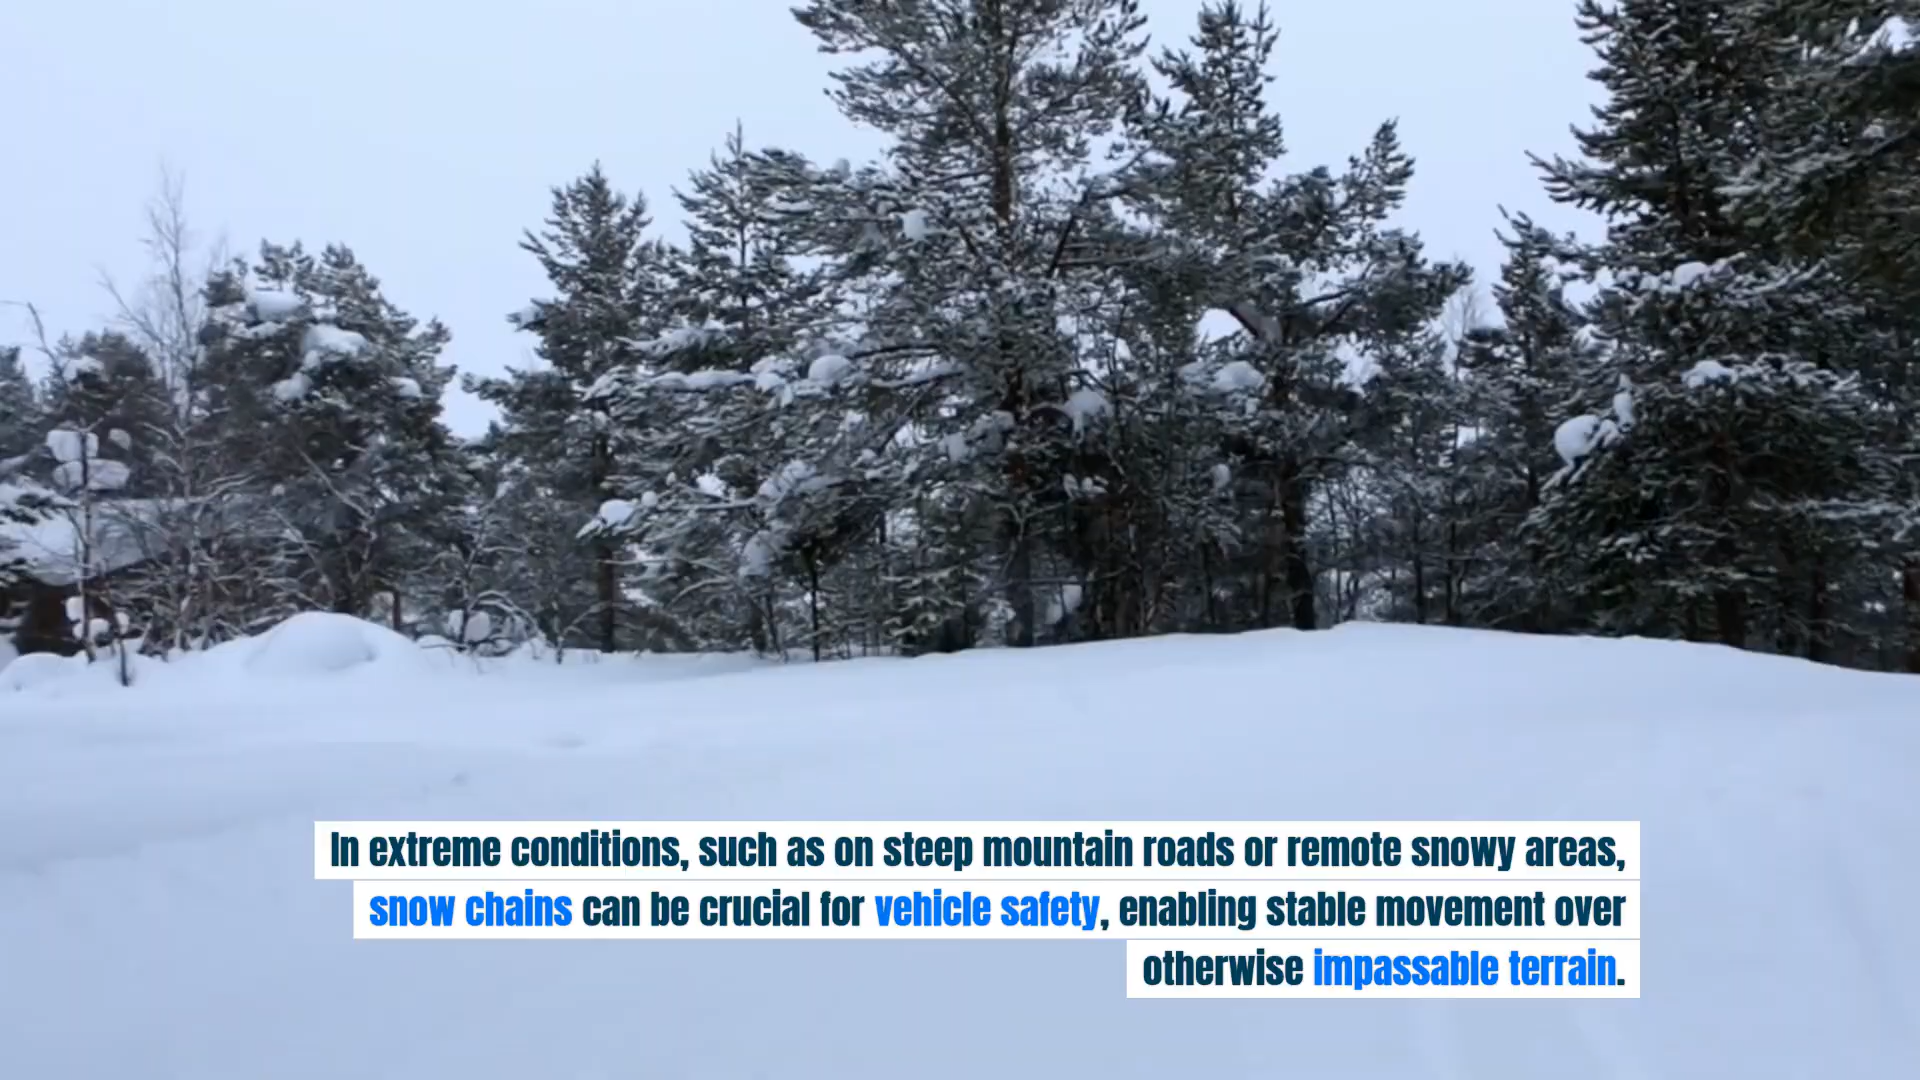 In extreme conditions, such as on steep mountain roads or remote snowy areas,
snow chains can be crucial for vehicle safety, enabling stable movement over
otherwise impassable terrain.